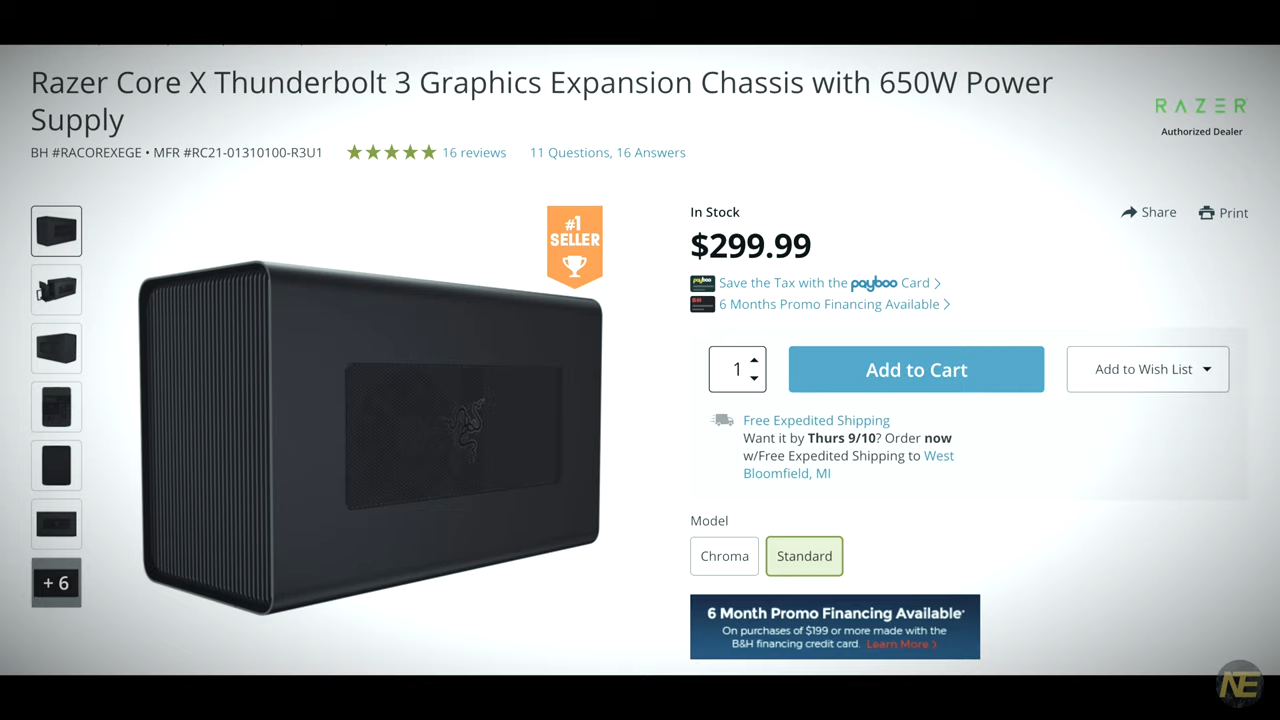 Razer Core X Thunderbolt 3 Graphics Expansion Chassis with 650W Power
Supply
RAZER
Authorized Dealer
BH #RACOREXEGE • MFR #RC21-01310100-R3U1
16 reviews
11 Questions, 16 Answers
#1
SELLER
In Stock
Share
Print
$299.99
payboo
Save the Tax with the payboo Card >
B&H
6 Months Promo Financing Available >
1
Add to Cart
Add to Wish List
Free Expedited Shipping
Want it by Thurs 9/10? Order now
w/Free Expedited Shipping to West
Bloomfield, MI
Model
Chroma
Standard
+ 6
6 Month Promo Financing Available*
On purchases of $199 or more made with the
B&H financing credit card. Learn More >
NE